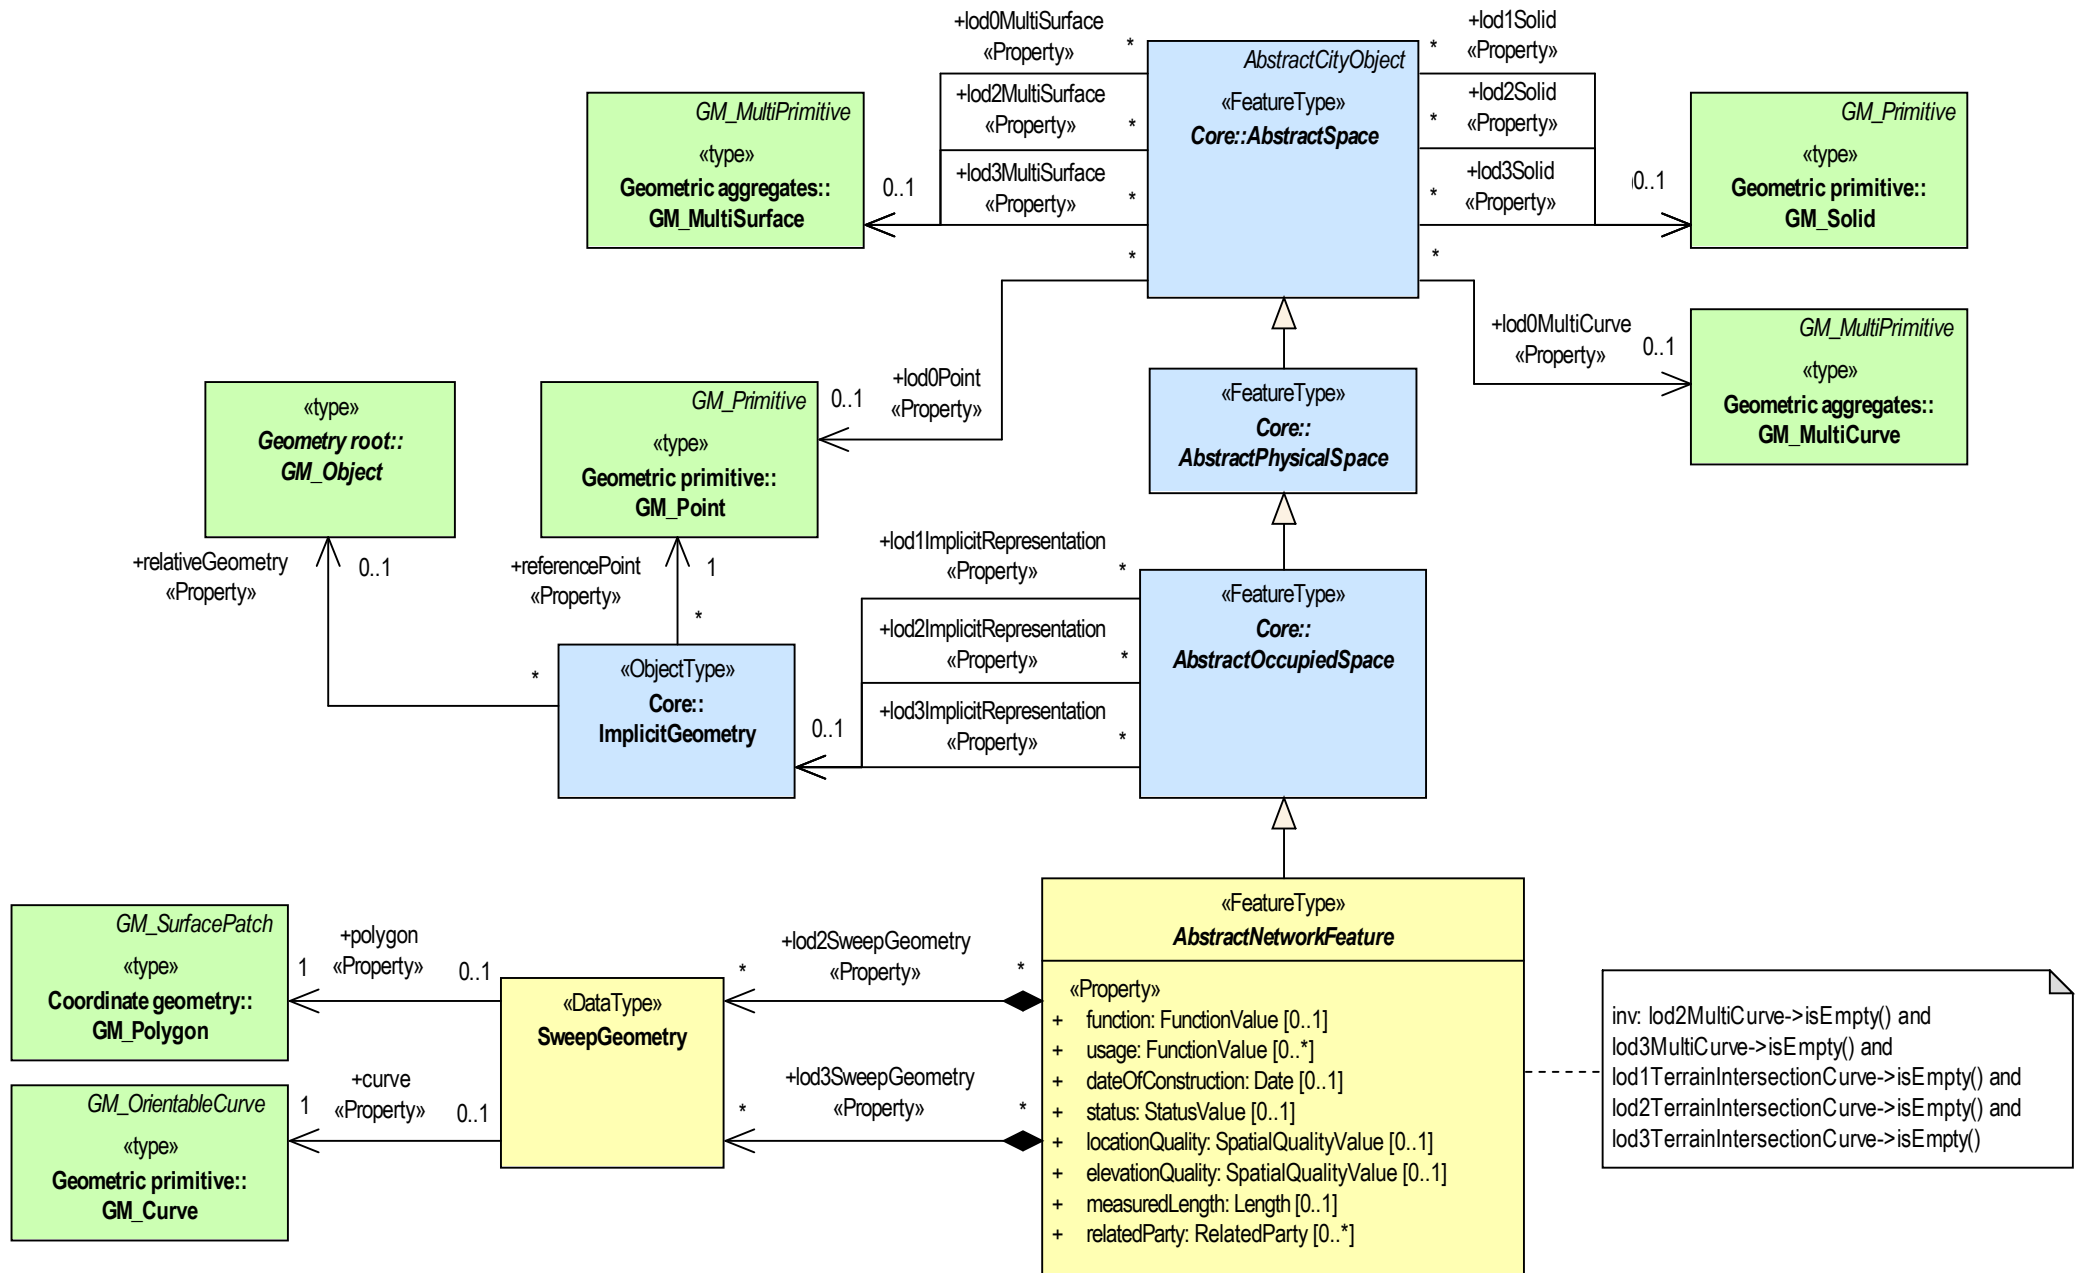 +lod0MultiSurface
«Property»
*
+lod2MultiSurface
«Property»
*
+lod3MultiSurface
«Property»
*
0..1
GM_MultiPrimitive
«type»
Geometric aggregates::
GM_MultiSurface
AbstractCityObject
«FeatureType»
Core::AbstractSpace
+lod1Solid
«Property»
*
+lod2Solid
«Property»
*
+lod3Solid
«Property»
*
0..1
GM_Primitive
«type»
Geometric primitive::
GM_Solid
*
*
+lod0MultiCurve
«Property»
0..1
GM_MultiPrimitive
«type»
Geometric aggregates::
GM_MultiCurve
+lod0Point
«Property»
0..1
«FeatureType»
Core::
AbstractPhysicalSpace
«type»
Geometry root::
GM_Object
GM_Primitive
«type»
Geometric primitive::
GM_Point
+relativeGeometry
«Property»
0..1
*
+referencePoint
«Property»
1
*
+lod1ImplicitRepresentation
«Property»
*
+lod2ImplicitRepresentation
«Property»
*
+lod3ImplicitRepresentation
«Property»
*
0..1
«ObjectType»
Core::
ImplicitGeometry
«FeatureType»
Core::
AbstractOccupiedSpace
GM_SurfacePatch
«type»
Coordinate geometry::
GM_Polygon
+polygon
«Property»
1
0..1
GM_OrientableCurve
«type»
Geometric primitive::
GM_Curve
+curve
«Property»
1
0..1
«DataType»
SweepGeometry
+lod2SweepGeometry
«Property»
*
*
+lod3SweepGeometry
«Property»
*
*
«FeatureType»
AbstractNetworkFeature
«Property»
+ function: FunctionValue [0..1]
+ usage: FunctionValue [0..*]
+ dateOfConstruction: Date [0..1]
+ status: StatusValue [0..1]
+ locationQuality: SpatialQualityValue [0..1]
+ elevationQuality: SpatialQualityValue [0..1]
+ measuredLength: Length [0..1]
+ relatedParty: RelatedParty [0..*]
inv: lod2MultiCurve->isEmpty() and
lod3MultiCurve->isEmpty() and
lod1TerrainIntersectionCurve->isEmpty() and
lod2TerrainIntersectionCurve->isEmpty() and
lod3TerrainIntersectionCurve->isEmpty()